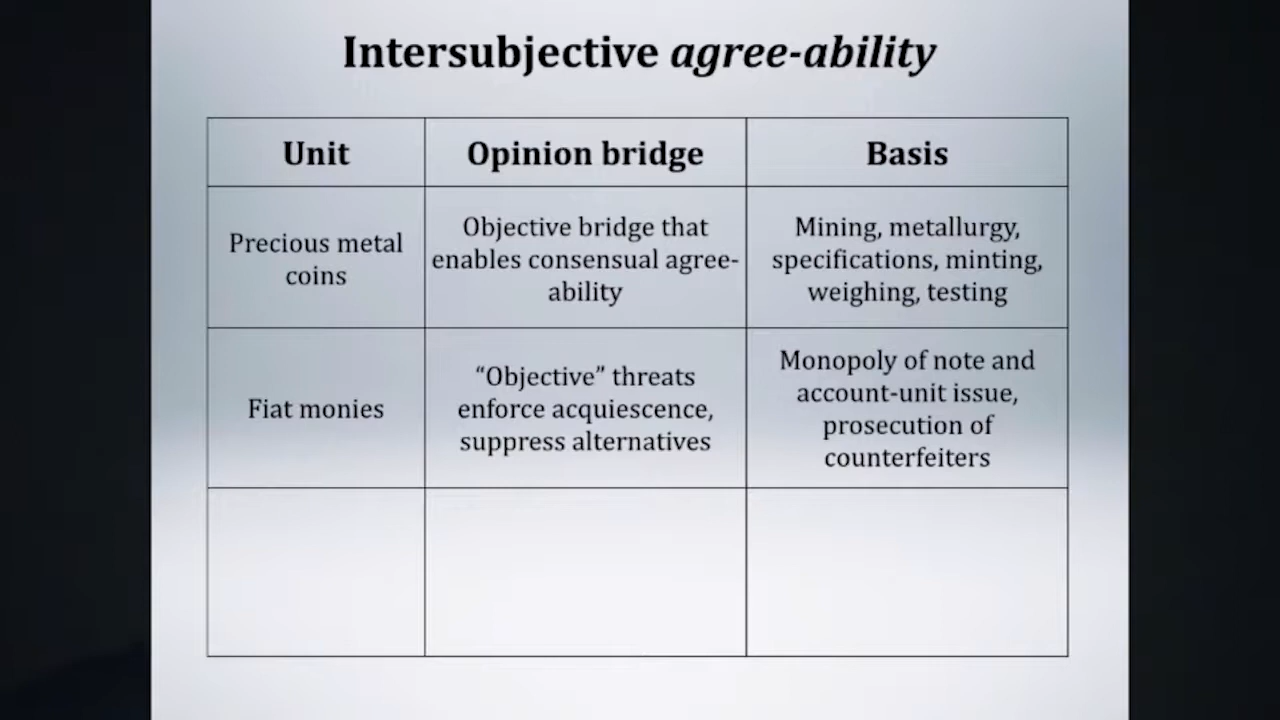 Intersubjective agree-ability
Unit
Opinion bridge
Basis
Precious metal
coins
Objective bridge that
enables consensual agree-
ability
Mining, metallurgy,
specifications, minting,
weighing, testing
Fiat monies
“Objective” threats
enforce acquiescence,
suppress alternatives
Monopoly of note and
account-unit issue,
prosecution of
counterfeiters